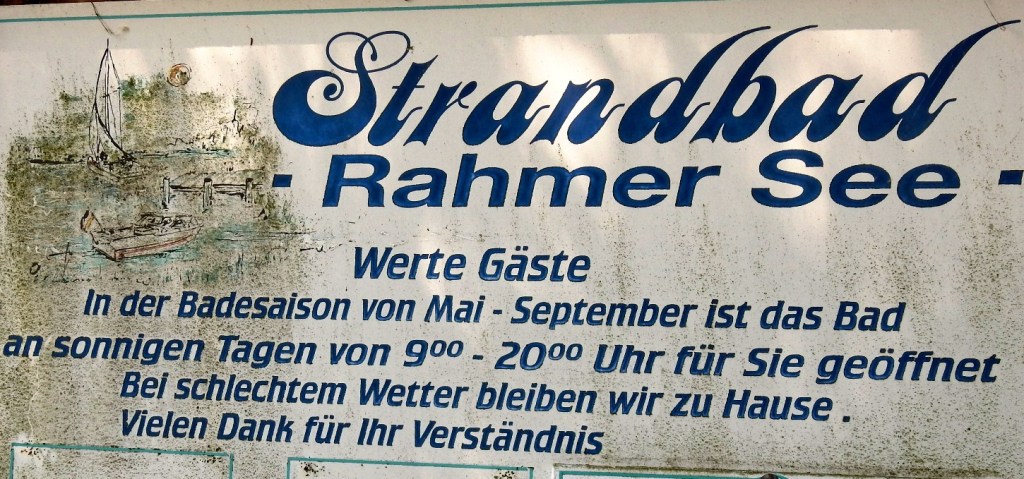 Strandbad
- Rahmer See -
Werte Gäste
In der Badesaison von Mai - September ist das Bad
an sonnigen Tagen von 9⁰⁰ - 20⁰⁰ Uhr für Sie geöffnet
Bei schlechtem Wetter bleiben wir zu Hause .
Vielen Dank für Ihr Verständnis